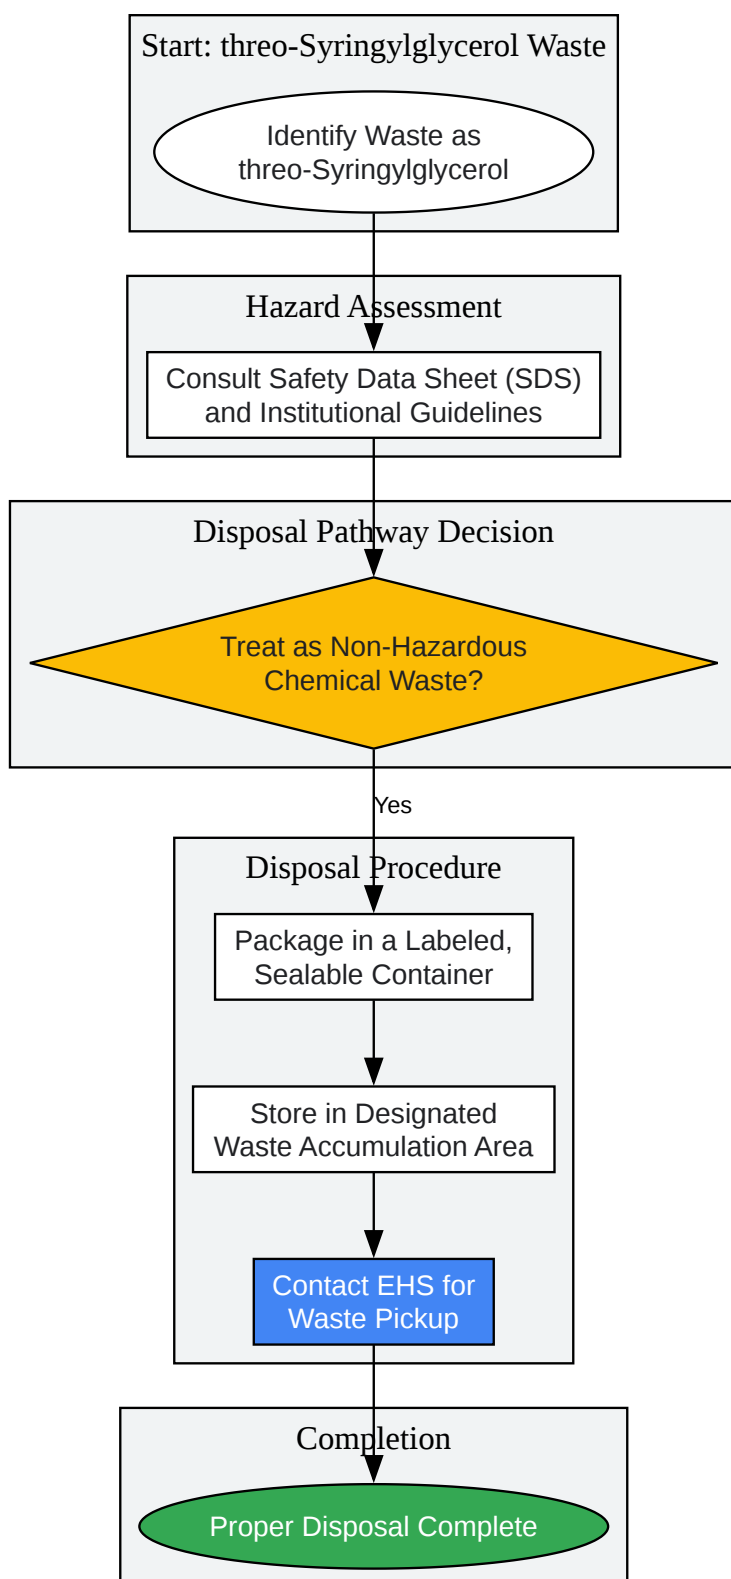 Start: threo-Syringylglycerol Waste
Identify Waste as
threo-Syringylglycerol
Hazard Assessment
Consult Safety Data Sheet (SDS)
and Institutional Guidelines
Disposal Pathway Decision
Treat as Non-Hazardous
Chemical Waste?
Yes
Disposal Procedure
Package in a Labeled,
Sealable Container
Store in Designated
Waste Accumulation Area
Contact EHS for
Waste Pickup
Completion
Proper Disposal Complete